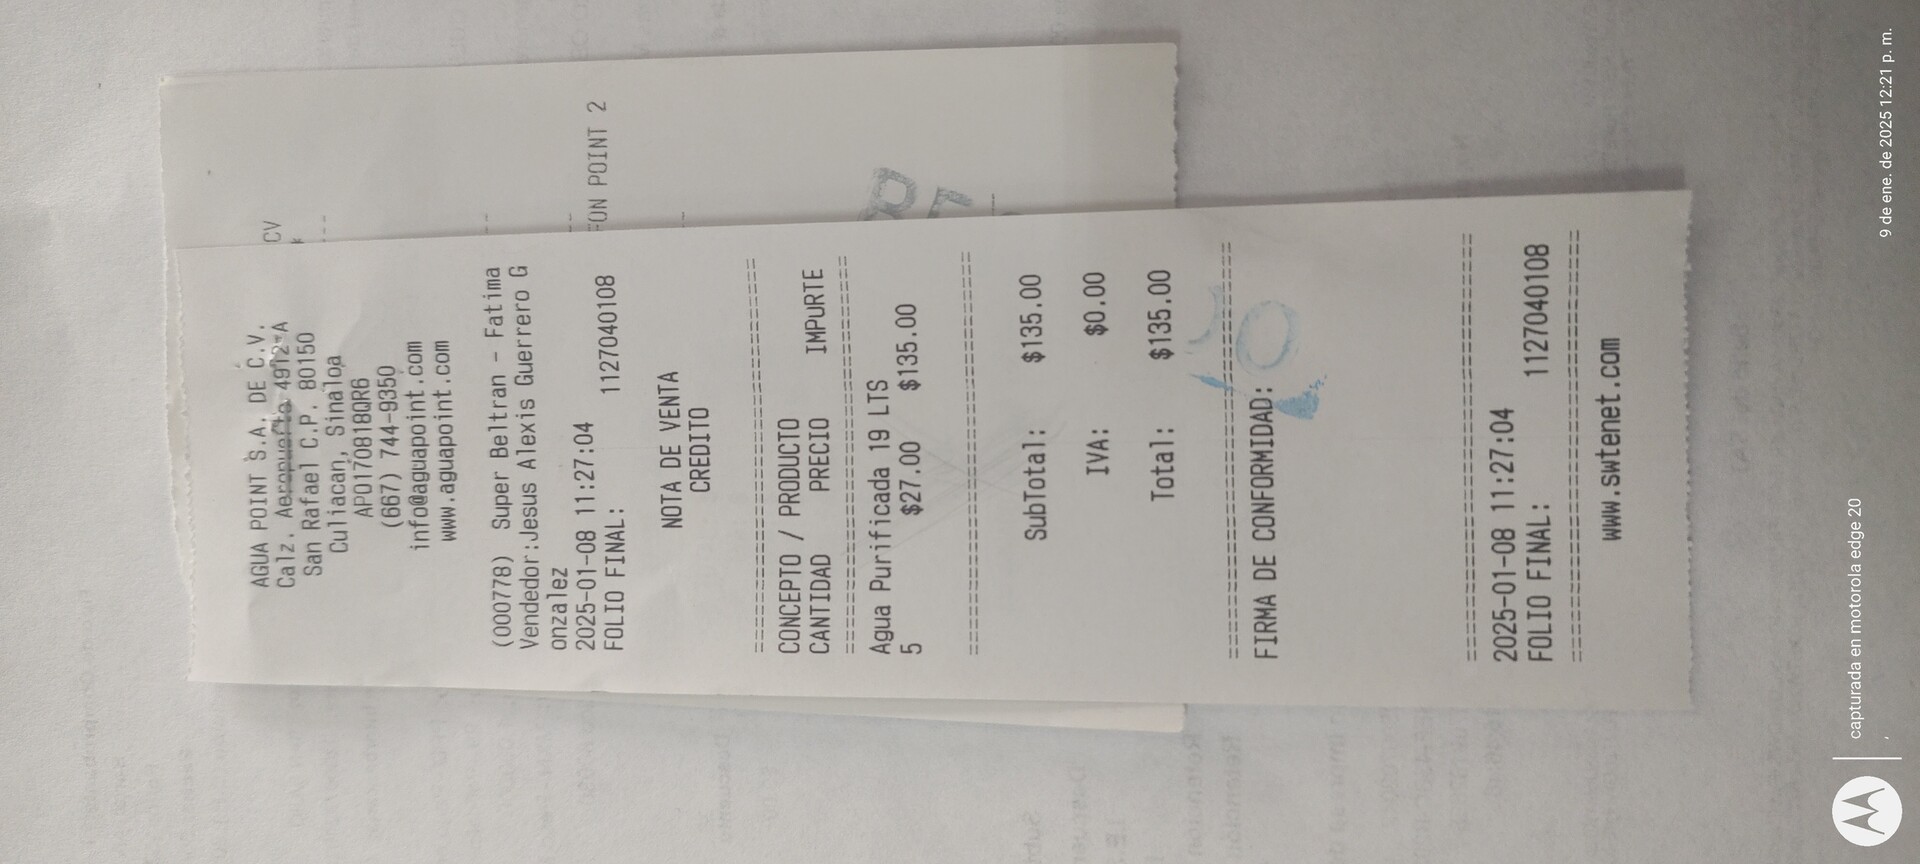 AGUA POINT S.A. DE C.V.
Calz. Aeropuerto 4912-A
San Rafael C.P. 80150
Culiacan, Sinaloa
APO170818QR6
(667) 744-9350
info@aguapoint.com
www.aguapoint.com
(000778) Super Beltran - Fatima
Vendedor:Jesus Alexis Guerrero G
onzalez
2025-01-08 11:27:04
FOLIO FINAL: 1127040108
NOTA DE VENTA
CREDITO
================================
CONCEPTO / PRODUCTO
CANTIDAD PRECIO IMPORTE
================================
Agua Purificada 19 LTS
5 $27.00 $135.00
================================
SubTotal: $135.00
IVA: $0.00
Total: $135.00
================================
FIRMA DE CONFORMIDAD:
================================
2025-01-08 11:27:04
FOLIO FINAL: 1127040108
================================
www.swtenet.com
CV
FON POINT 2
capturada en motorola edge 20
9 de ene. de 2025 12:21 p. m.